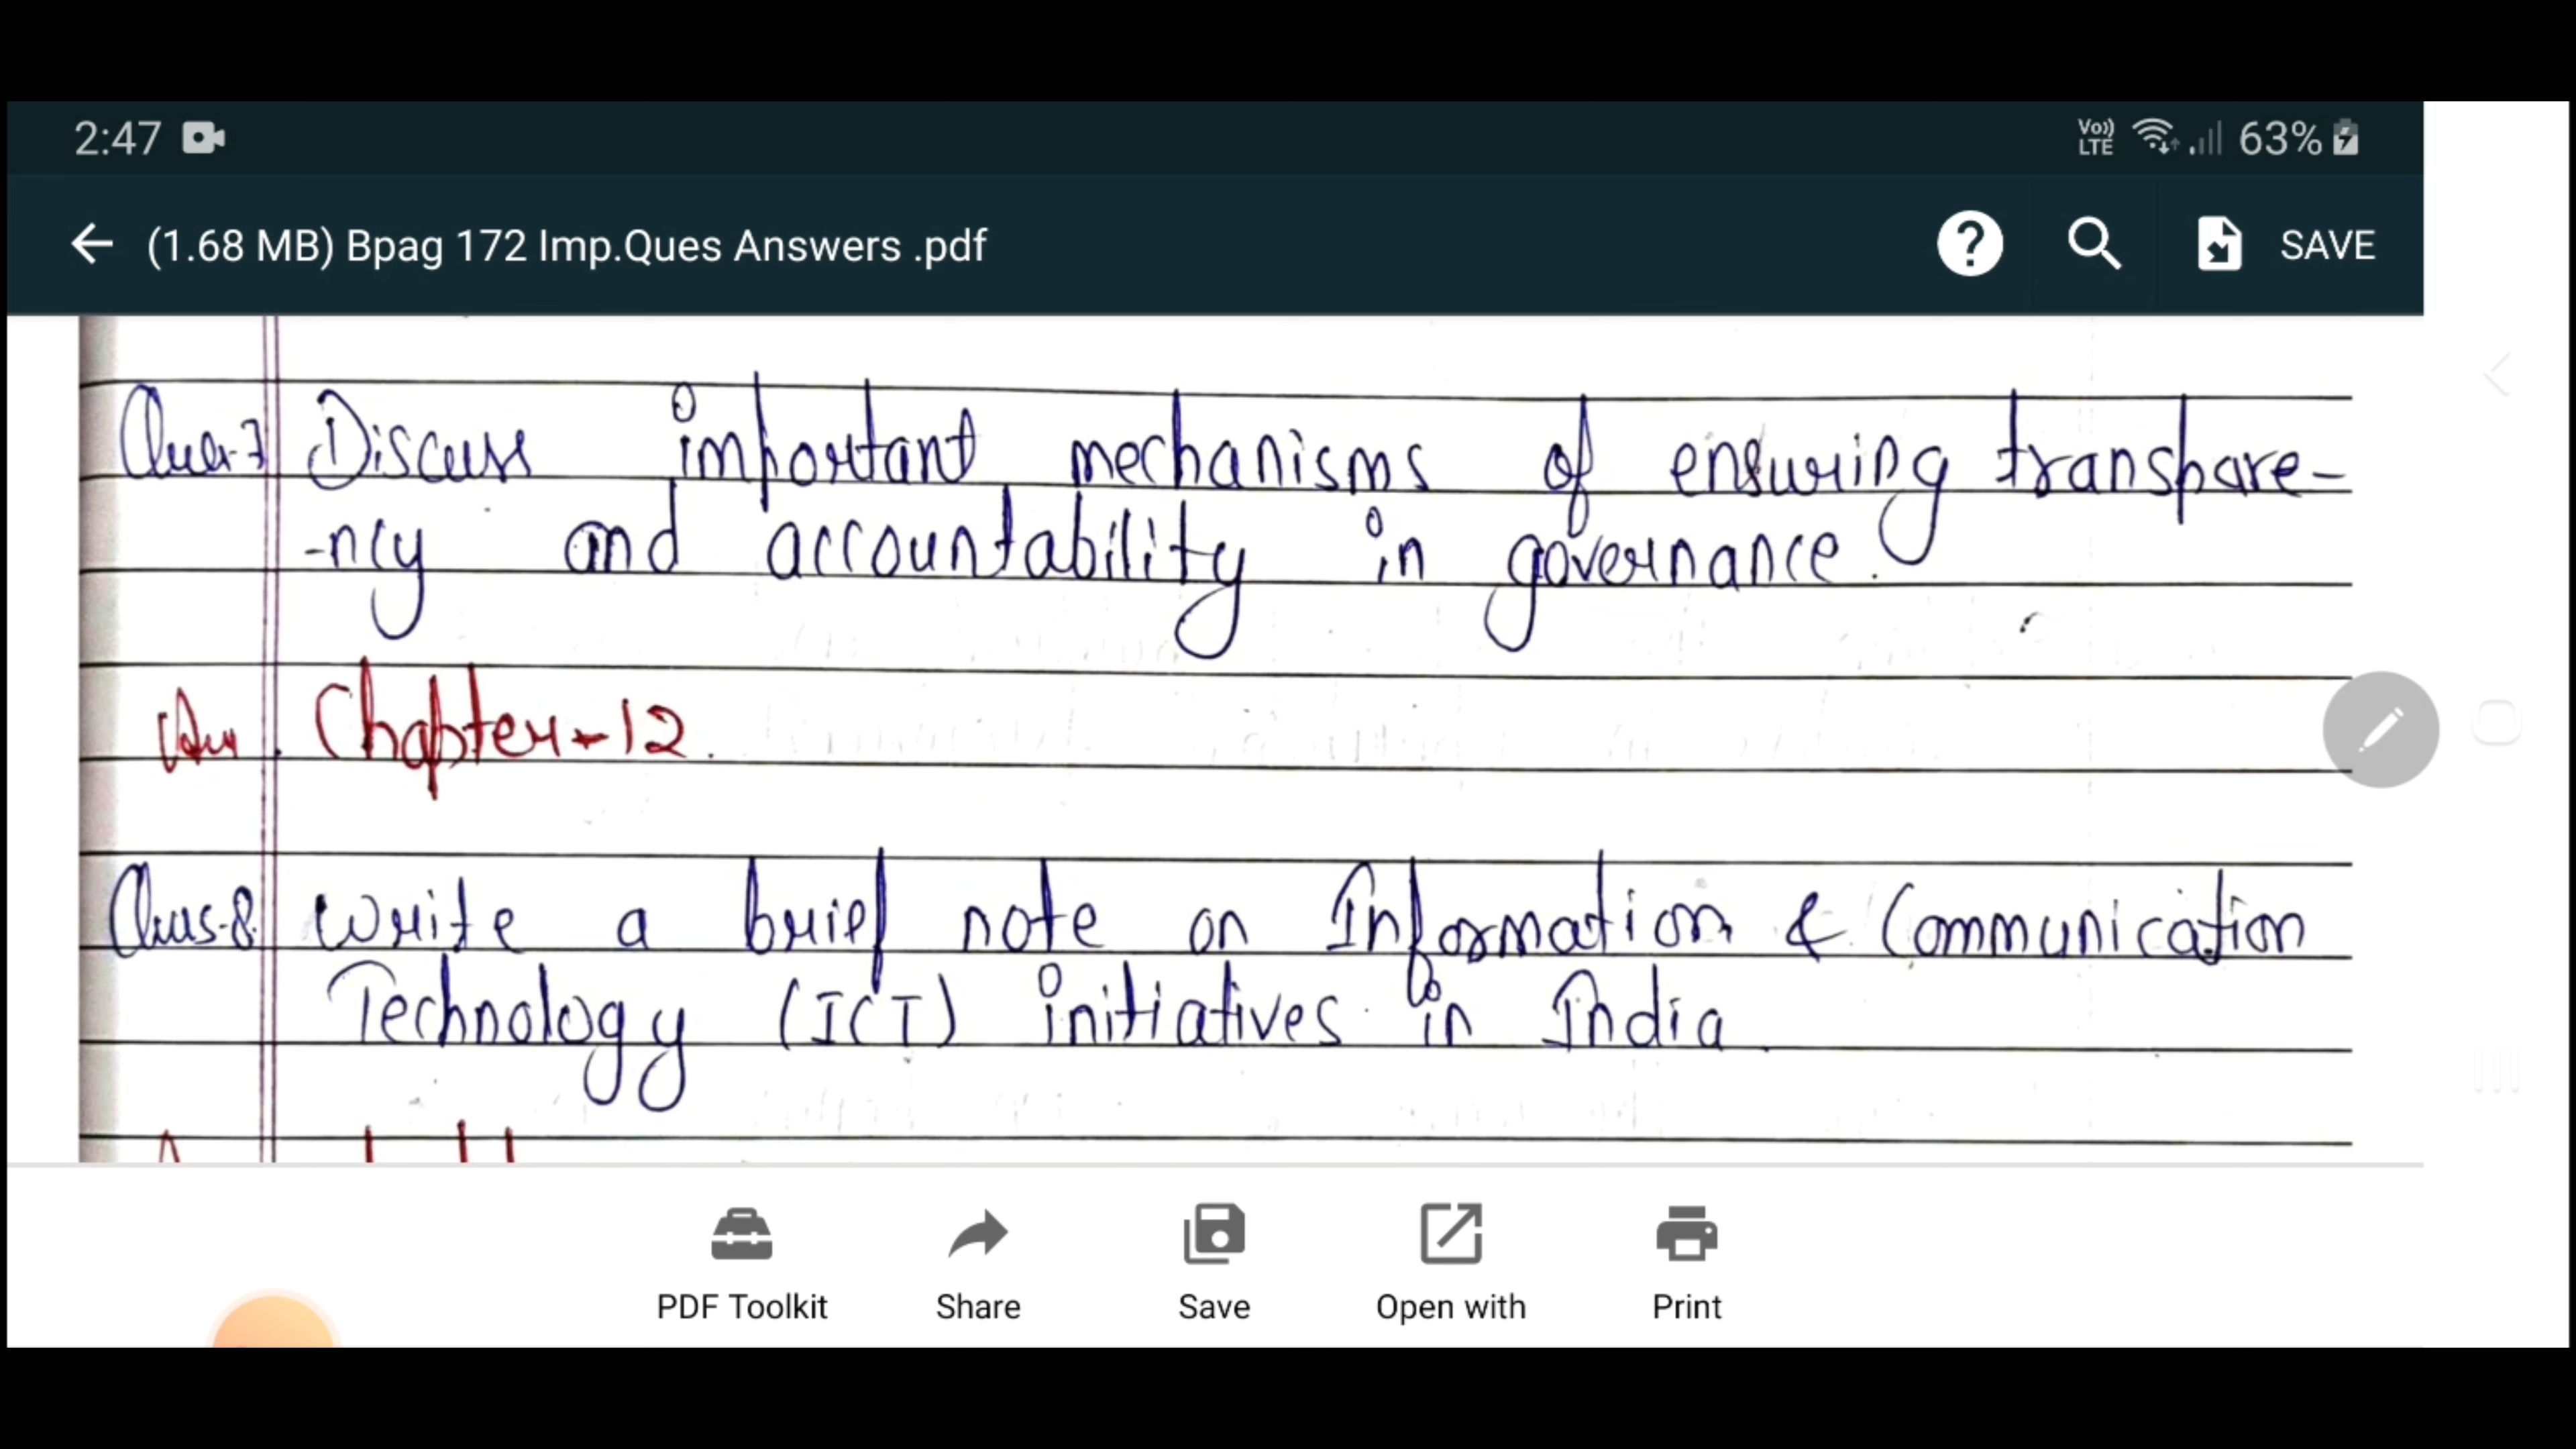 2:47 Vo)) LTE 63%
(1.68 MB) Bpag 172 Imp.Ques Answers .pdf SAVE
Ques-7 Discuss important mechanisms of ensuring transpare-
-ncy and accountability in governance.
Ans. Chapter-12.
Ques-8. Write a brief note on Information & Communication
Technology (ICT) initiatives in India.
PDF Toolkit Share Save Open with Print